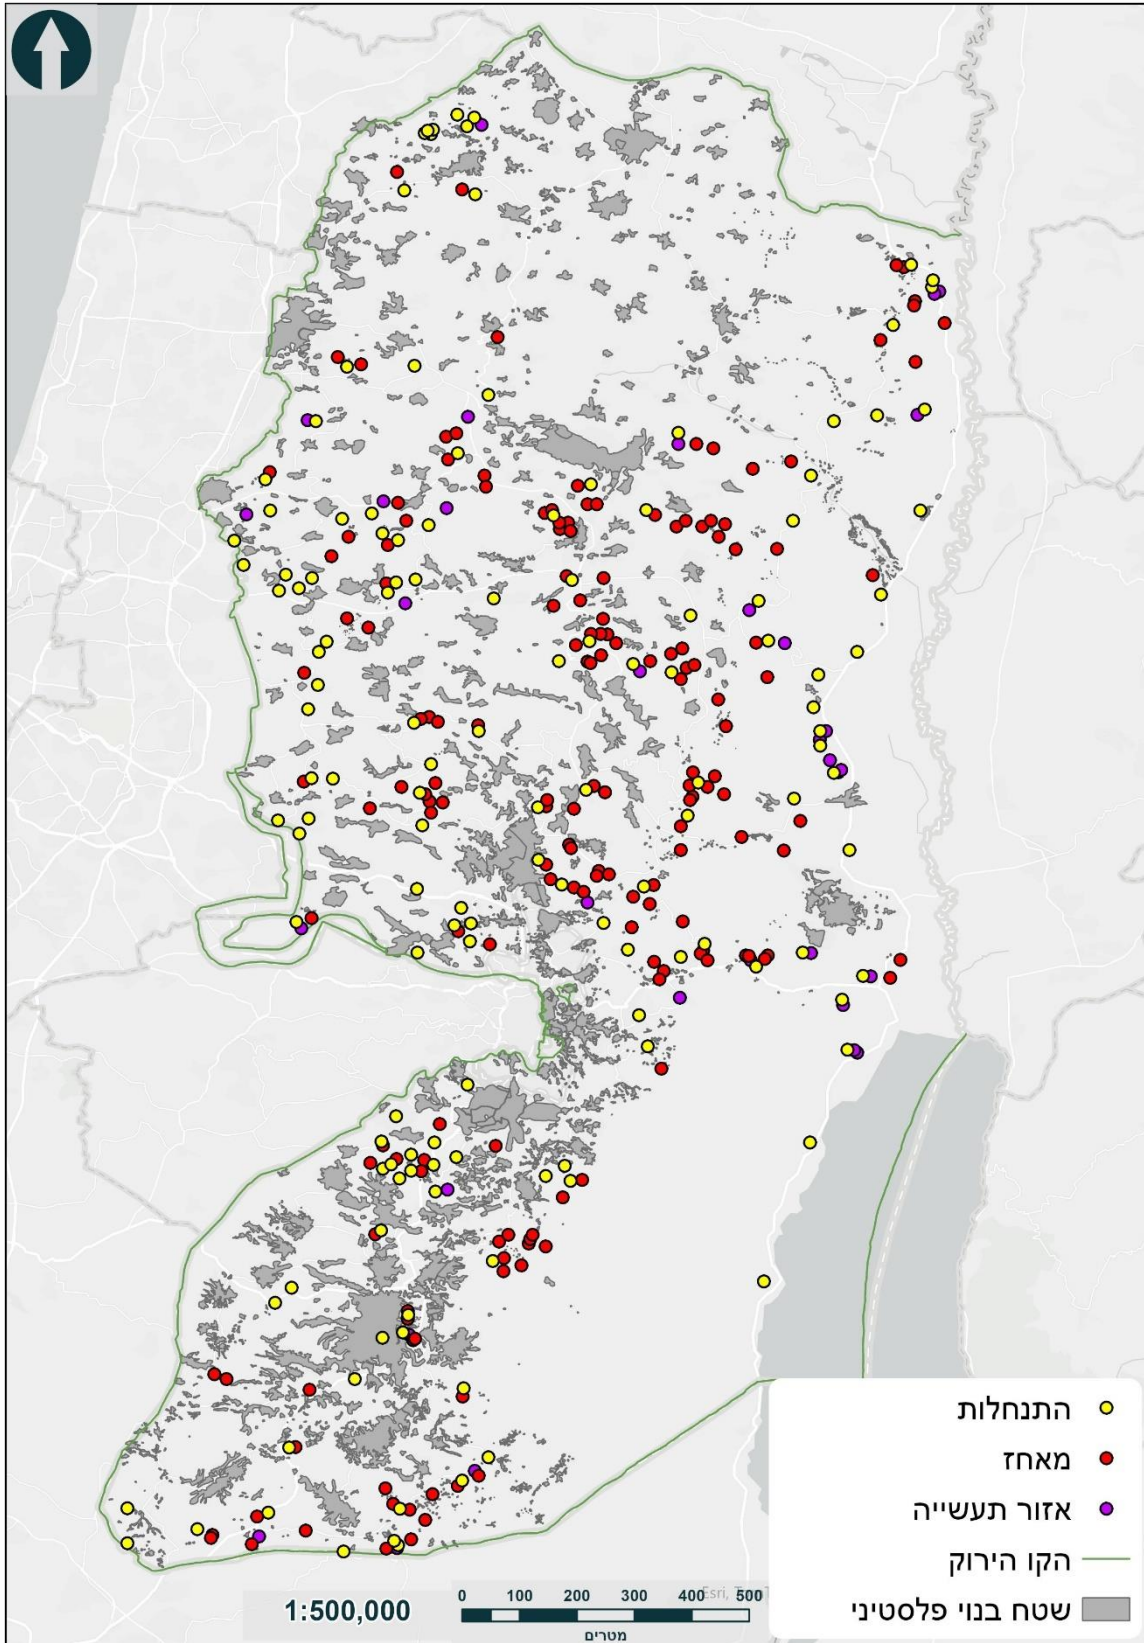 התנחלות
מאחז
אזור תעשייה
הקו הירוק
שטח בנוי פלסטיני
1:500,000
0 100 200 300 400 500
מטרים
Esri,